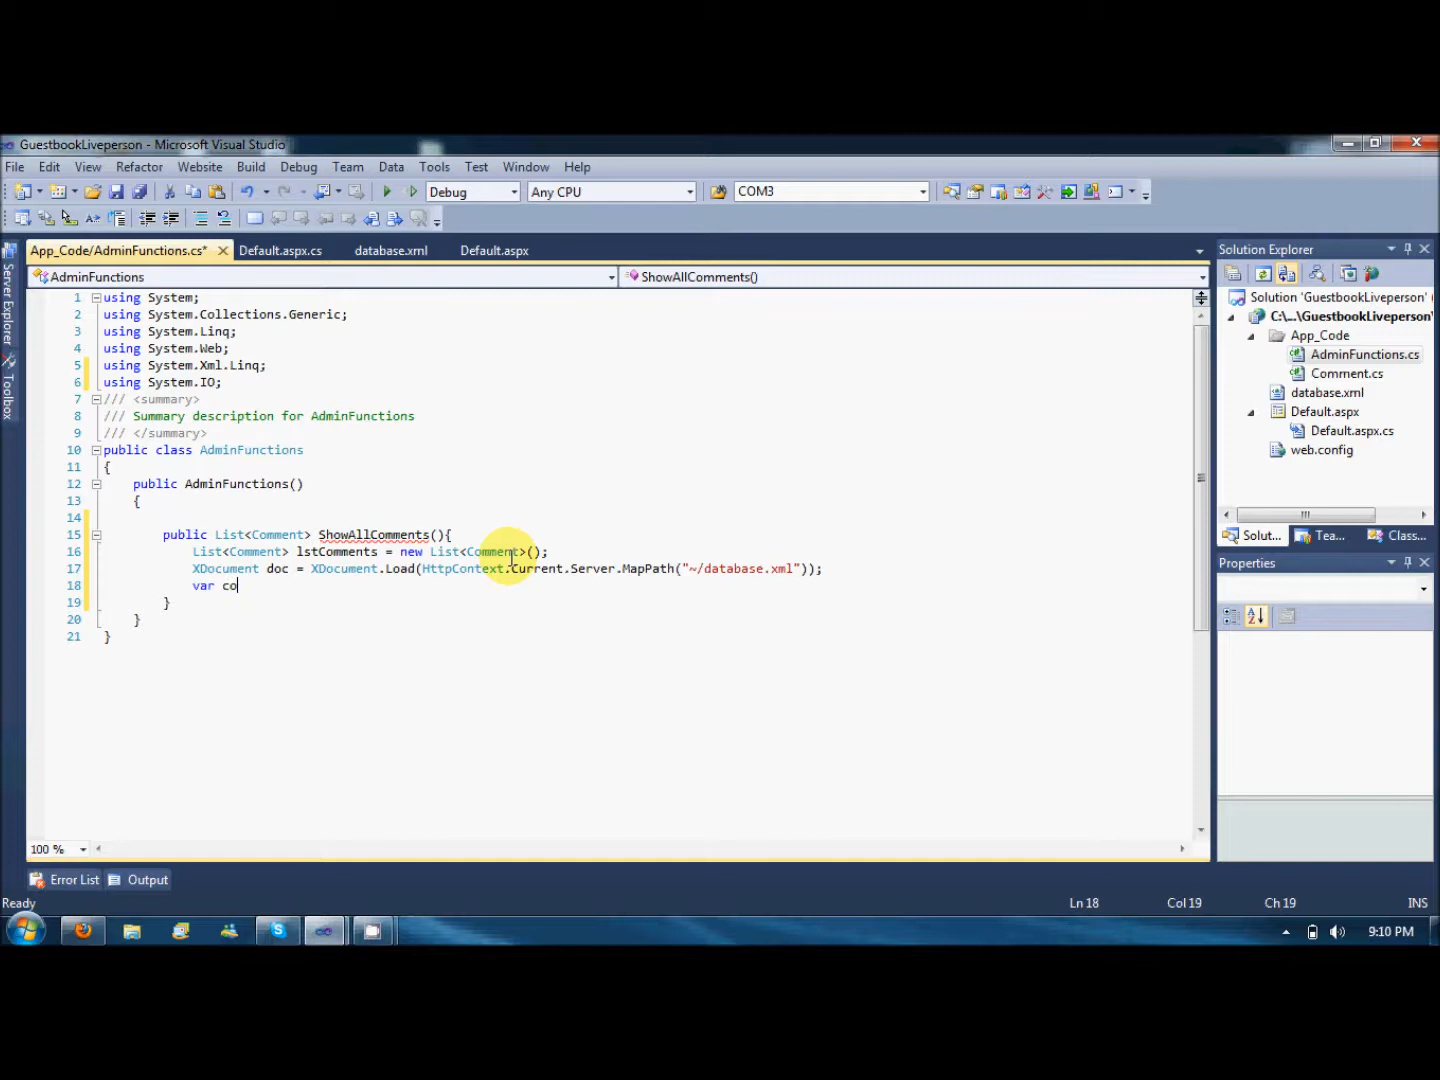 GuestbookLiveperson - Microsoft Visual Studio
File Edit View Refactor Website Build Debug Team Data Tools Test Window Help
Debug Any CPU COM3
App_Code/AdminFunctions.cs* Default.aspx.cs database.xml Default.aspx
AdminFunctions ShowAllComments()
1 using System;
2 using System.Collections.Generic;
3 using System.Linq;
4 using System.Web;
5 using System.Xml.Linq;
6 using System.IO;
7 /// <summary>
8 /// Summary description for AdminFunctions
9 /// </summary>
10 public class AdminFunctions
11 {
12 public AdminFunctions()
13 {
14
15 public List<Comment> ShowAllComments(){
16 List<Comment> lstComments = new List<Comment>();
17 XDocument doc = XDocument.Load(HttpContext.Current.Server.MapPath("~/database.xml"));
18 var co
19 }
20 }
21 }
100 %
Server Explorer
Toolbox
Solution Explorer
Solution 'GuestbookLiveperson' (
C:\...\GuestbookLiveperson\
App_Code
AdminFunctions.cs
Comment.cs
database.xml
Default.aspx
Default.aspx.cs
web.config
Solut... Tea... Class...
Properties
Error List Output
Ready Ln 18 Col 19 Ch 19 INS
9:10 PM